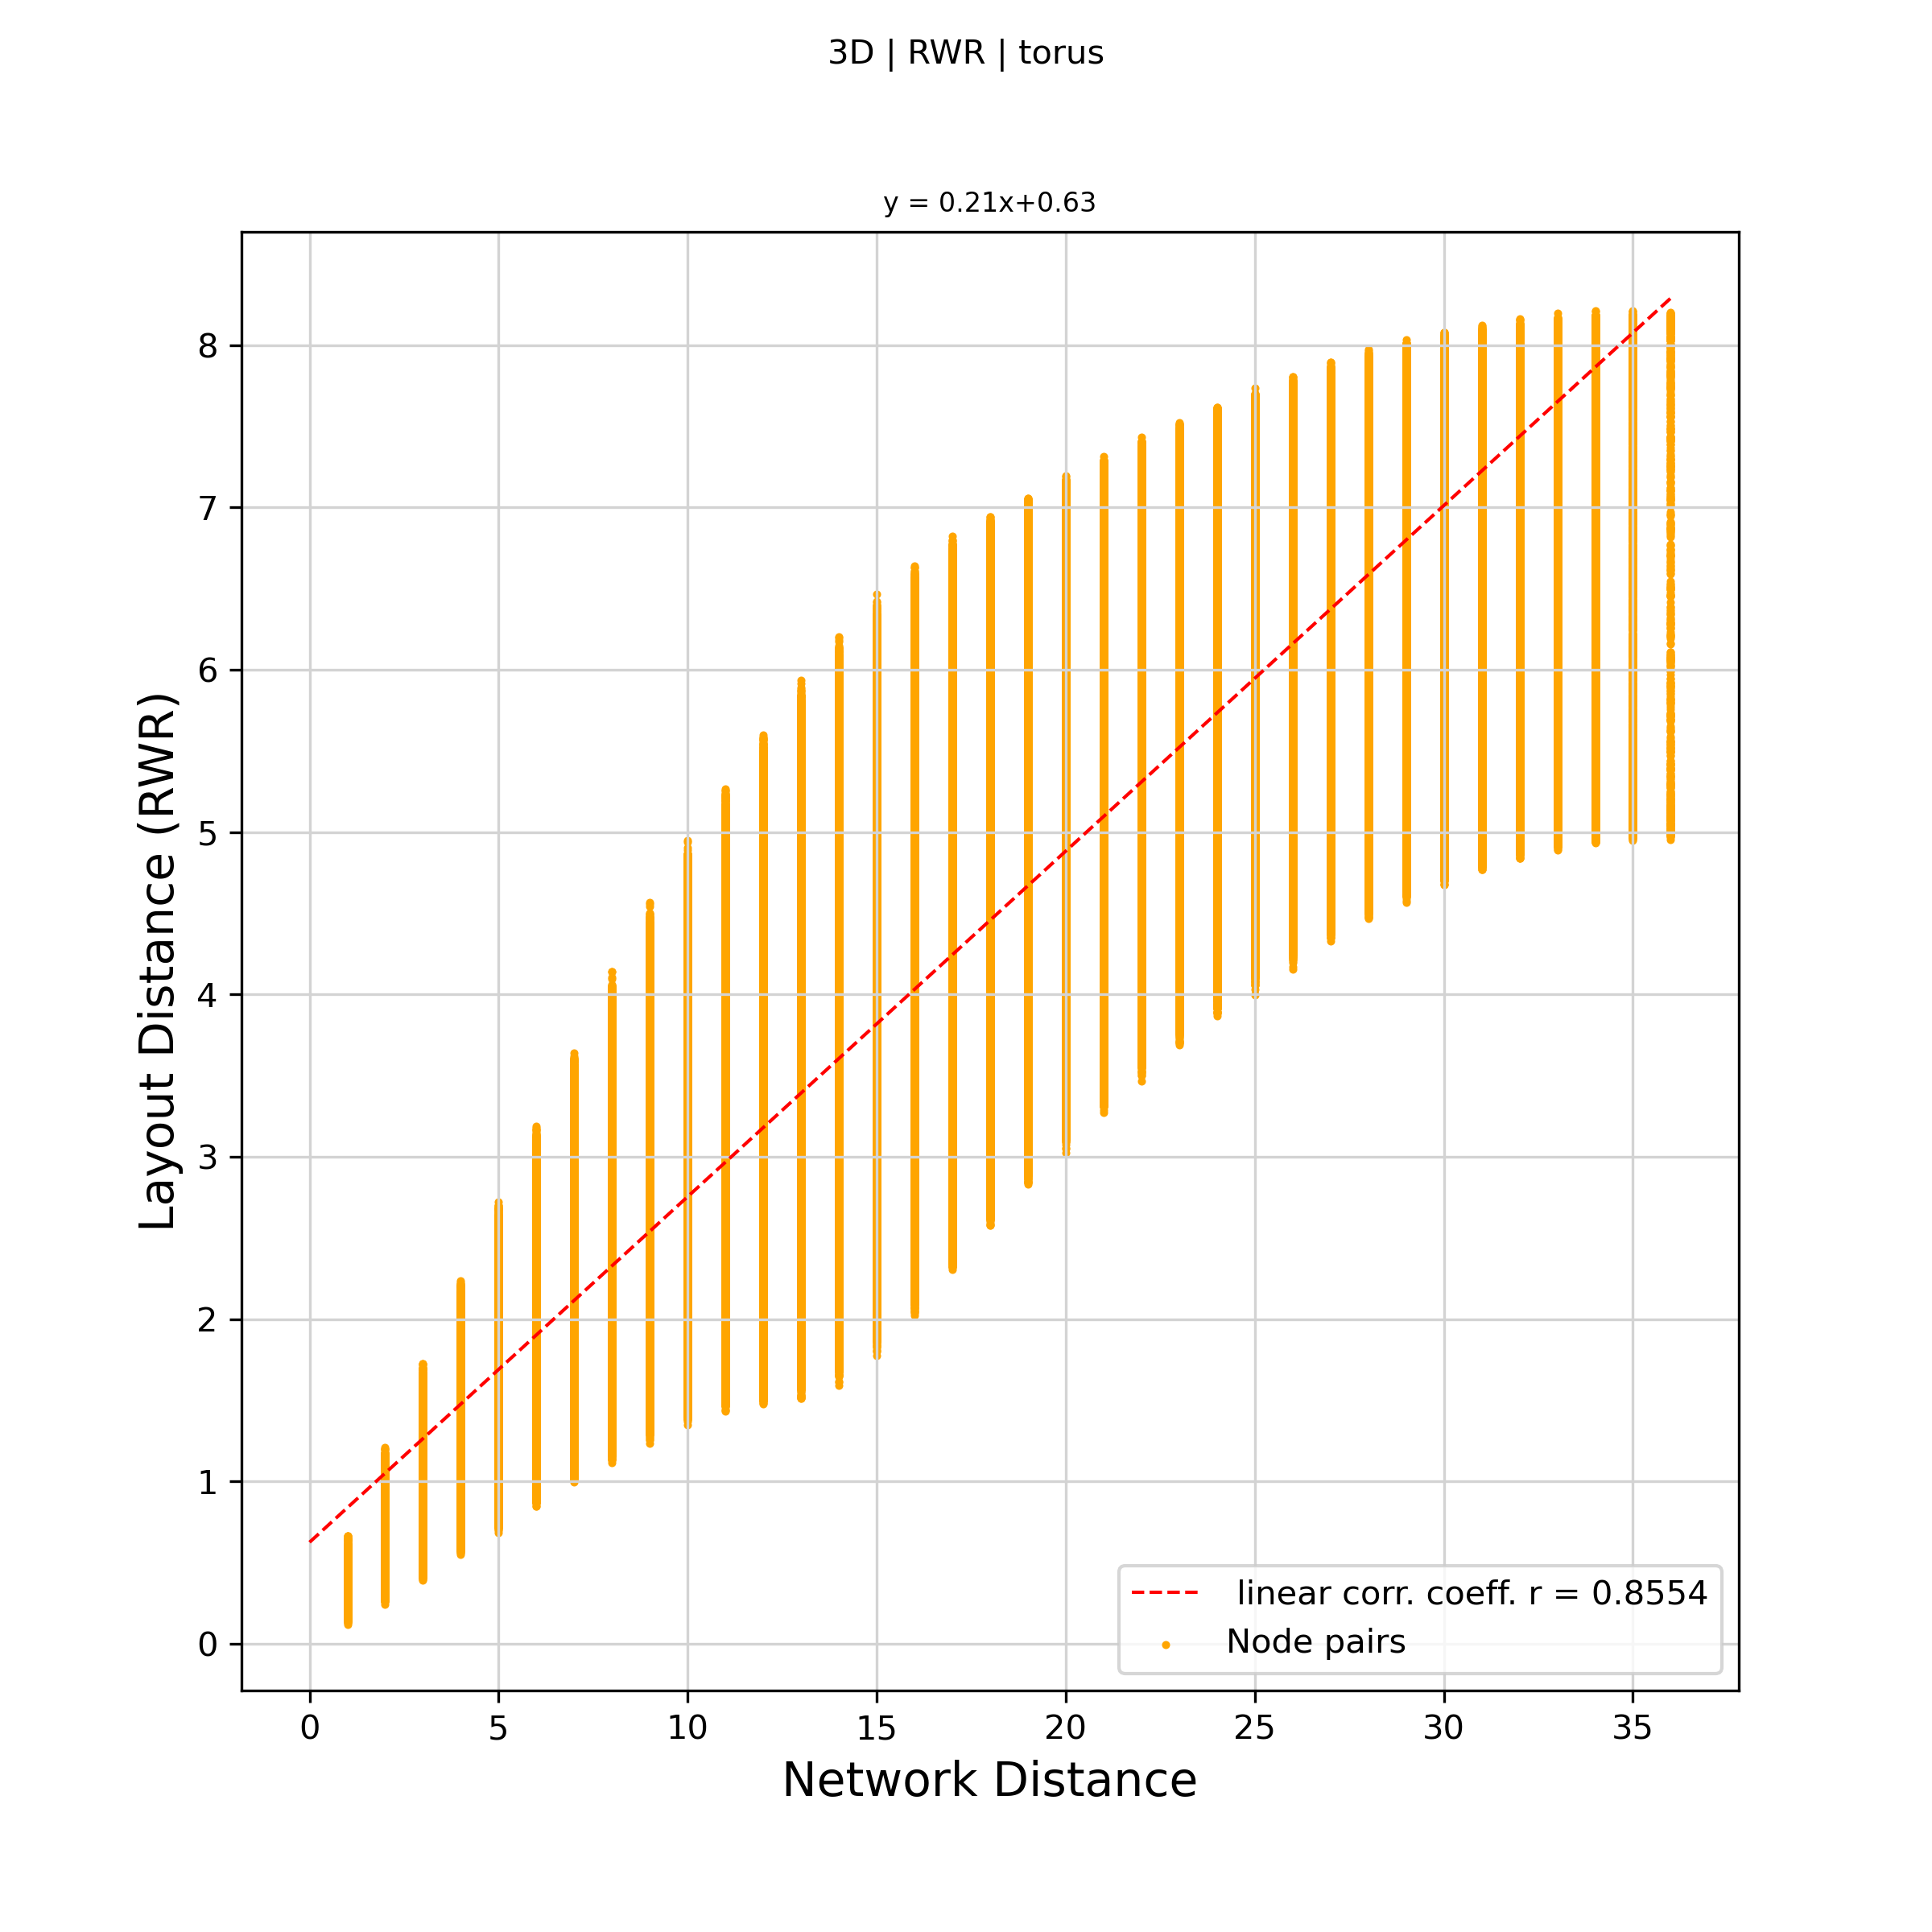 3D | RWR | torus
y = 0.21x+0.63
Layout Distance (RWR)
8
7
6
5
4
3
2
1
0
linear corr. coeff. r = 0.8554
Node pairs
0 5 10 15 20 25 30 35
Network Distance